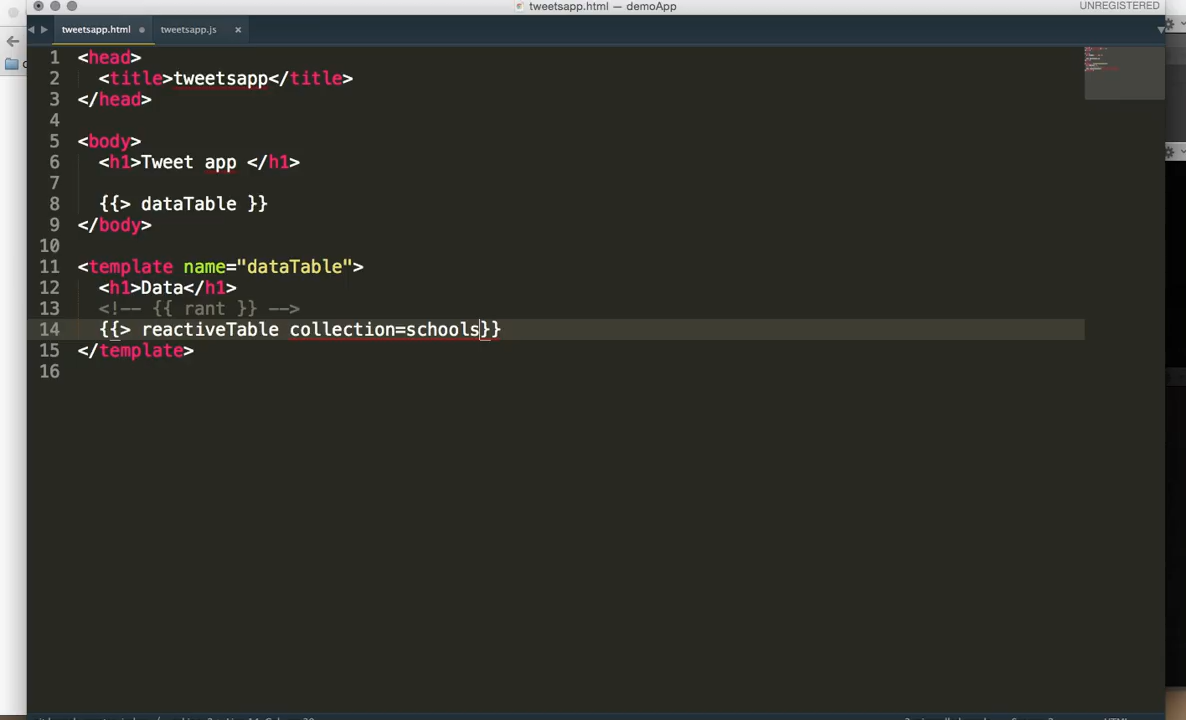 tweetsapp.html — demoApp
UNREGISTERED
tweetsapp.html
tweetsapp.js
1 <head>
2 <title>tweetsapp</title>
3 </head>
4
5 <body>
6 <h1>Tweet app </h1>
7
8 {{> dataTable }}
9 </body>
10
11 <template name="dataTable">
12 <h1>Data</h1>
13 <!-- {{ rant }} -->
14 {{> reactiveTable collection=schools}}
15 </template>
16